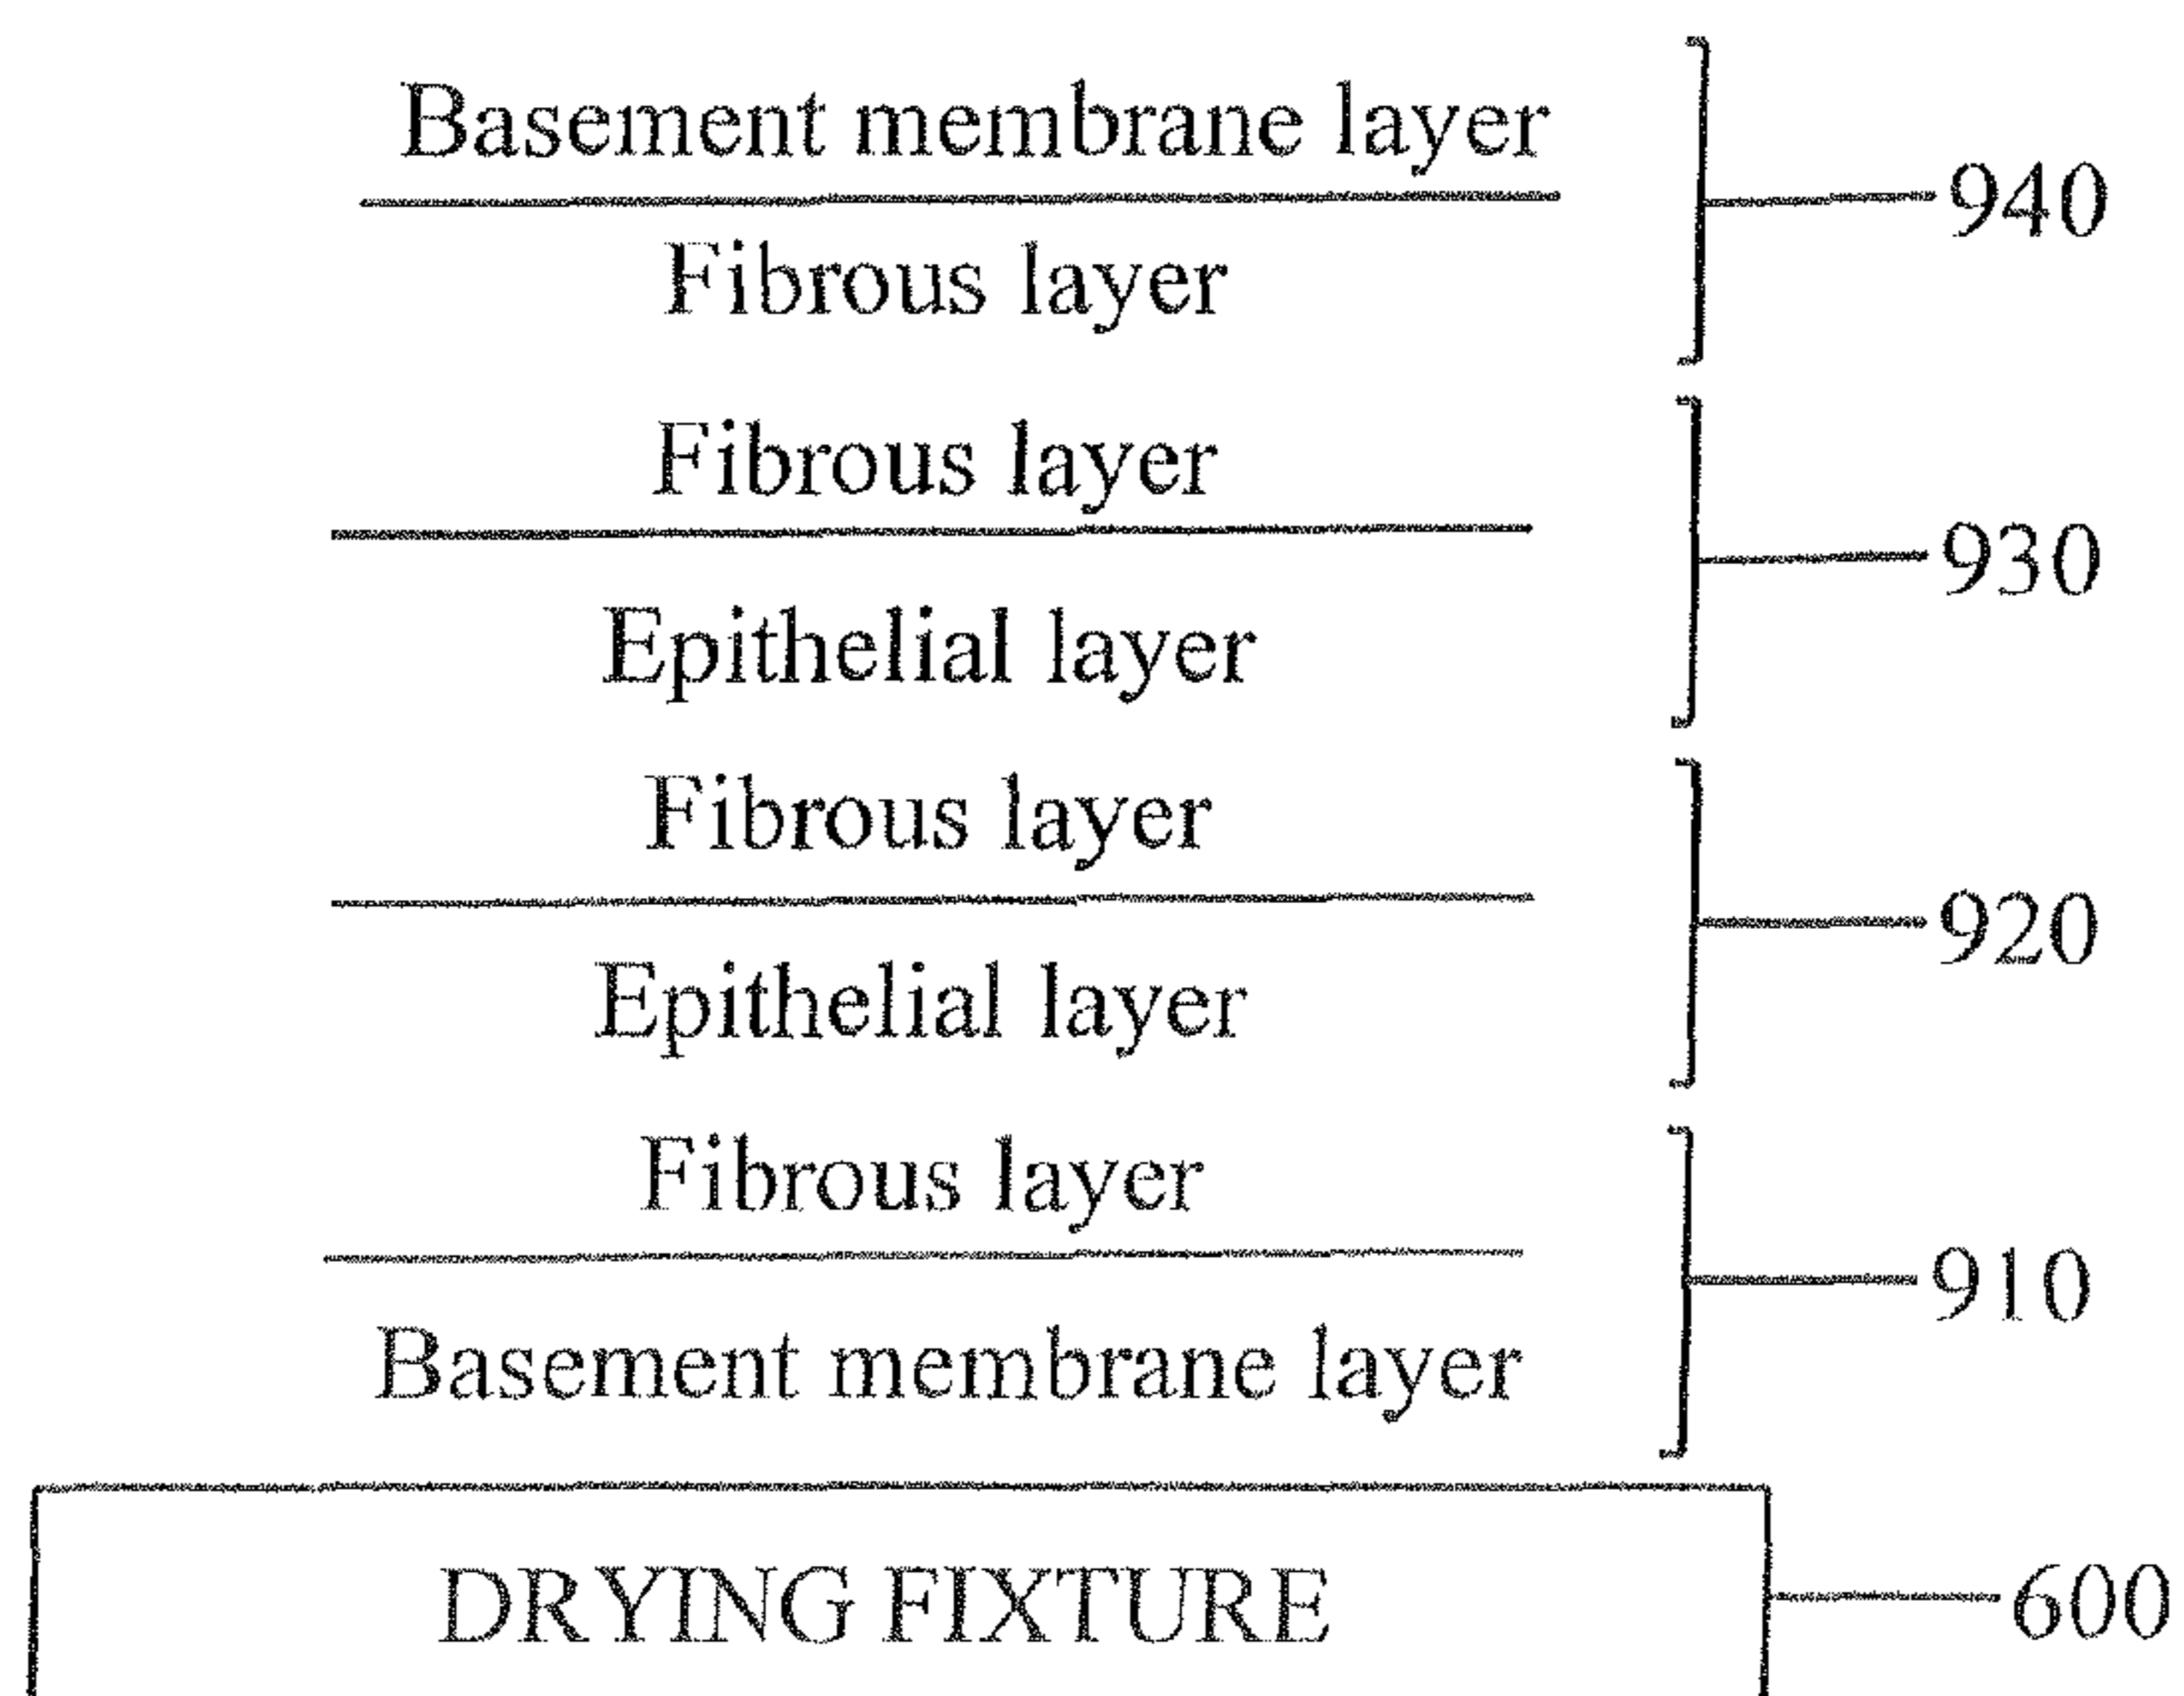 Basement membrane layer
940
Fibrous layer
Fibrous layer
930
Epithelial layer
Fibrous layer
920
Epithelial layer
Fibrous layer
910
Basement membrane layer
DRYING FIXTURE
600